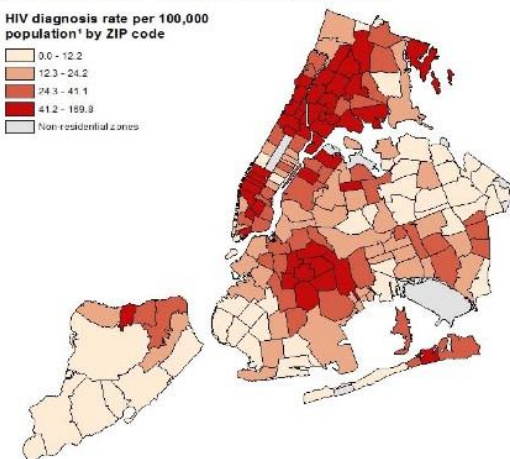 HIV diagnosis rate per 100,000
population¹ by ZIP code
0.0 - 12.2
12.3 - 24.2
24.3 - 41.1
41.2 - 169.9
Non-residential zones